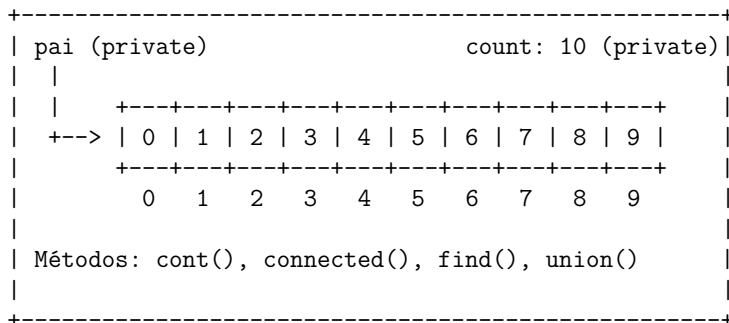 +----------------------------------------------------+
| pai (private)                   count: 10 (private)|
|  |                                                 |
|  |    +---+---+---+---+---+---+---+---+---+---+    |
|  +--> | 0 | 1 | 2 | 3 | 4 | 5 | 6 | 7 | 8 | 9 |    |
|       +---+---+---+---+---+---+---+---+---+---+    |
|         0   1   2   3   4   5   6   7   8   9      |
|                                                    |
| Métodos: cont(), connected(), find(), union()      |
|                                                    |
+----------------------------------------------------+